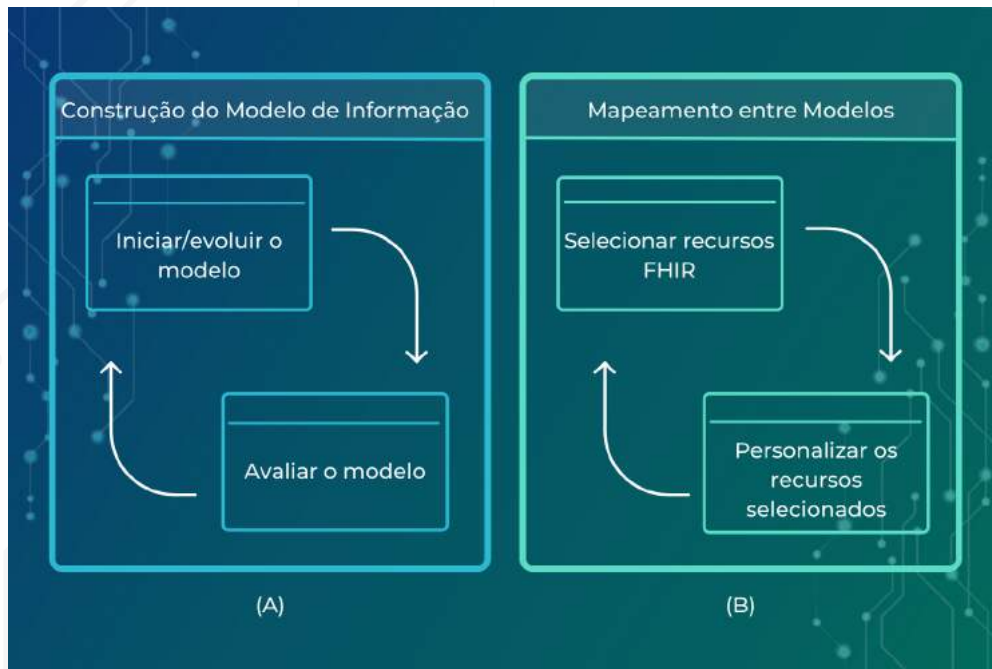 Construção do Modelo de Informação
Iniciar/evoluir o
modelo
Avaliar o modelo
(A)
Mapeamento entre Modelos
Selecionar recursos
FHIR
Personalizar os
recursos
selecionados
(B)